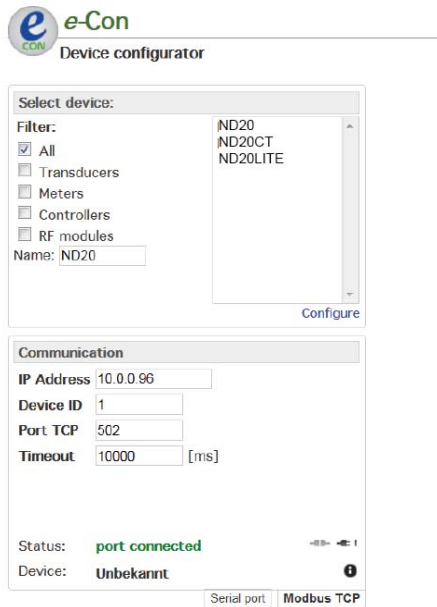 e CON
e-Con
Device configurator
Select device:
Filter:
All
Transducers
Meters
Controllers
RF modules
Name: ND20
ND20
ND20CT
ND20LITE
Configure
Communication
IP Address 10.0.0.96
Device ID 1
Port TCP 502
Timeout 10000 [ms]
Status: port connected
Device: Unbekannt
Serial port Modbus TCP